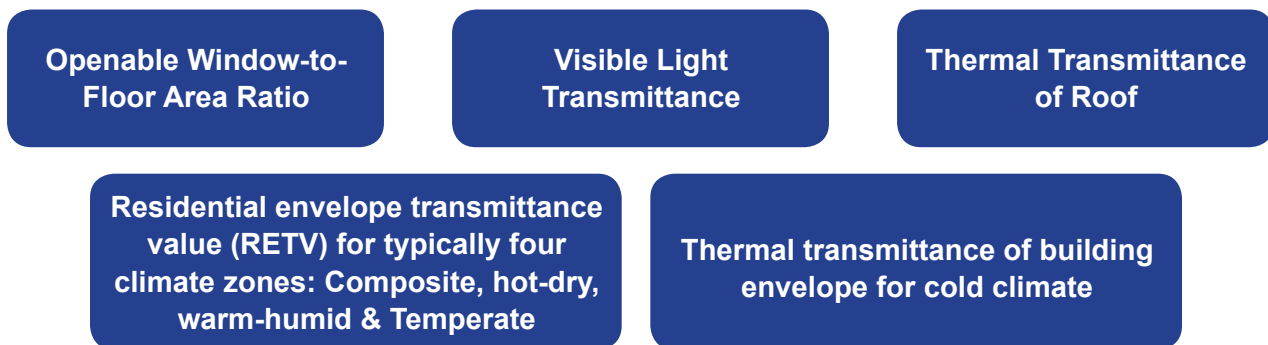 Openable Window-to-
Floor Area Ratio
Visible Light
Transmittance
Thermal Transmittance
of Roof
Residential envelope transmittance
value (RETV) for typically four
climate zones: Composite, hot-dry,
warm-humid & Temperate
Thermal transmittance of building
envelope for cold climate